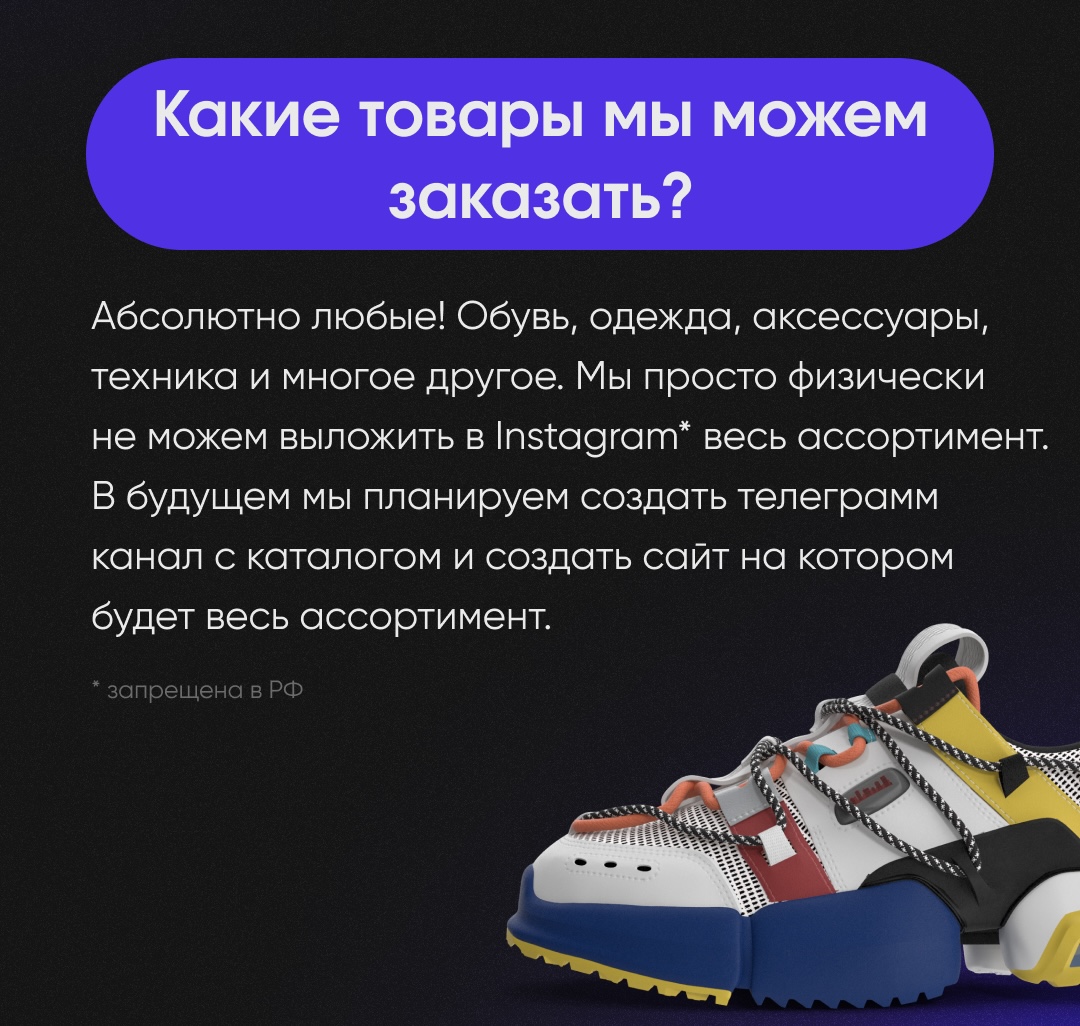 Какие товары мы можем
заказать?
Абсолютно любые! Обувь, одежда, аксессуары,
техника и многое другое. Мы просто физически
не можем выложить в Instagram* весь ассортимент.
В будущем мы планируем создать телеграмм
канал с каталогом и создать сайт на котором
будет весь ассортимент.
* запрещена в РФ